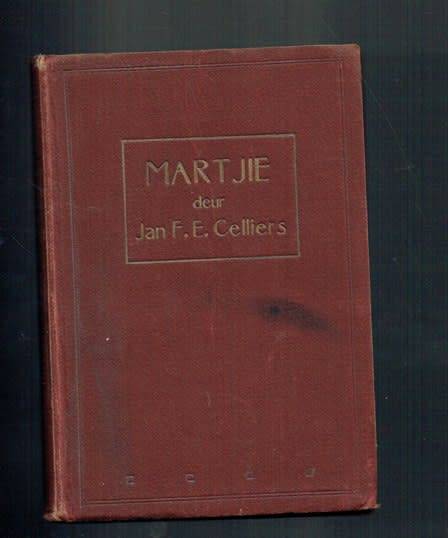 MARTJIE
deur
Jan F. E. Celliers